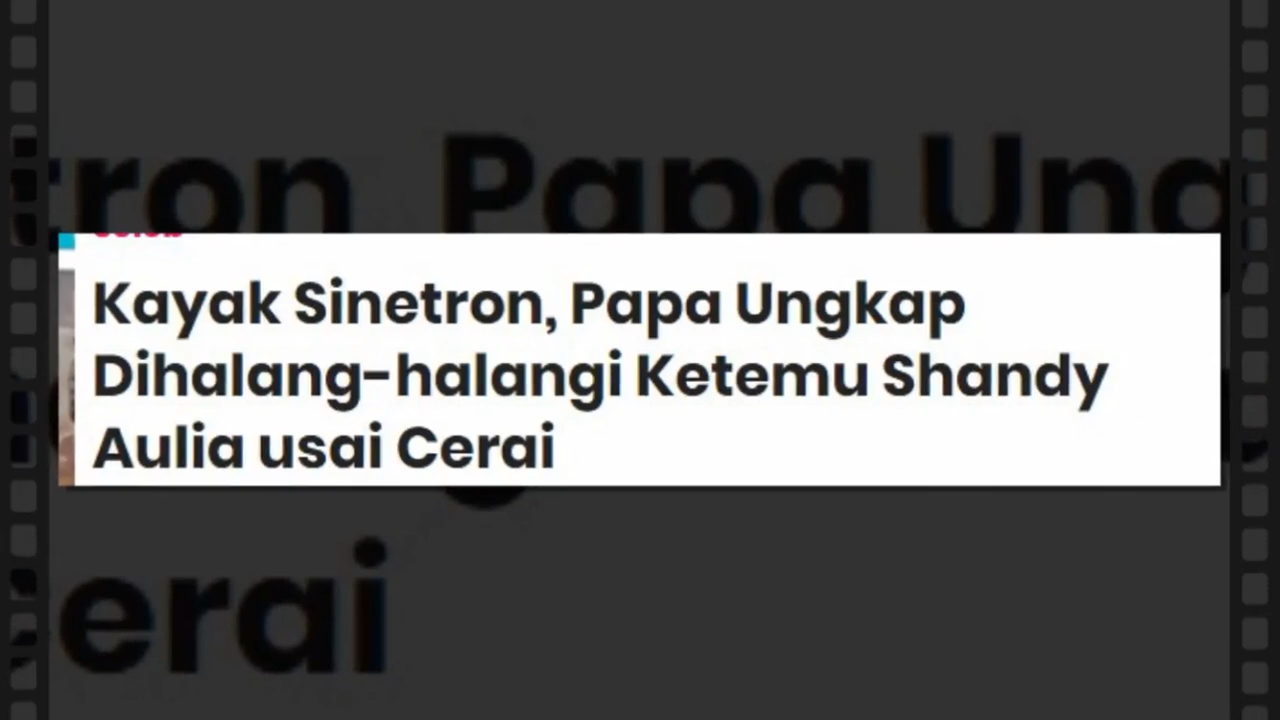 Kayak Sinetron, Papa Ungkap
Dihalang-halangi Ketemu Shandy
Aulia usai Cerai